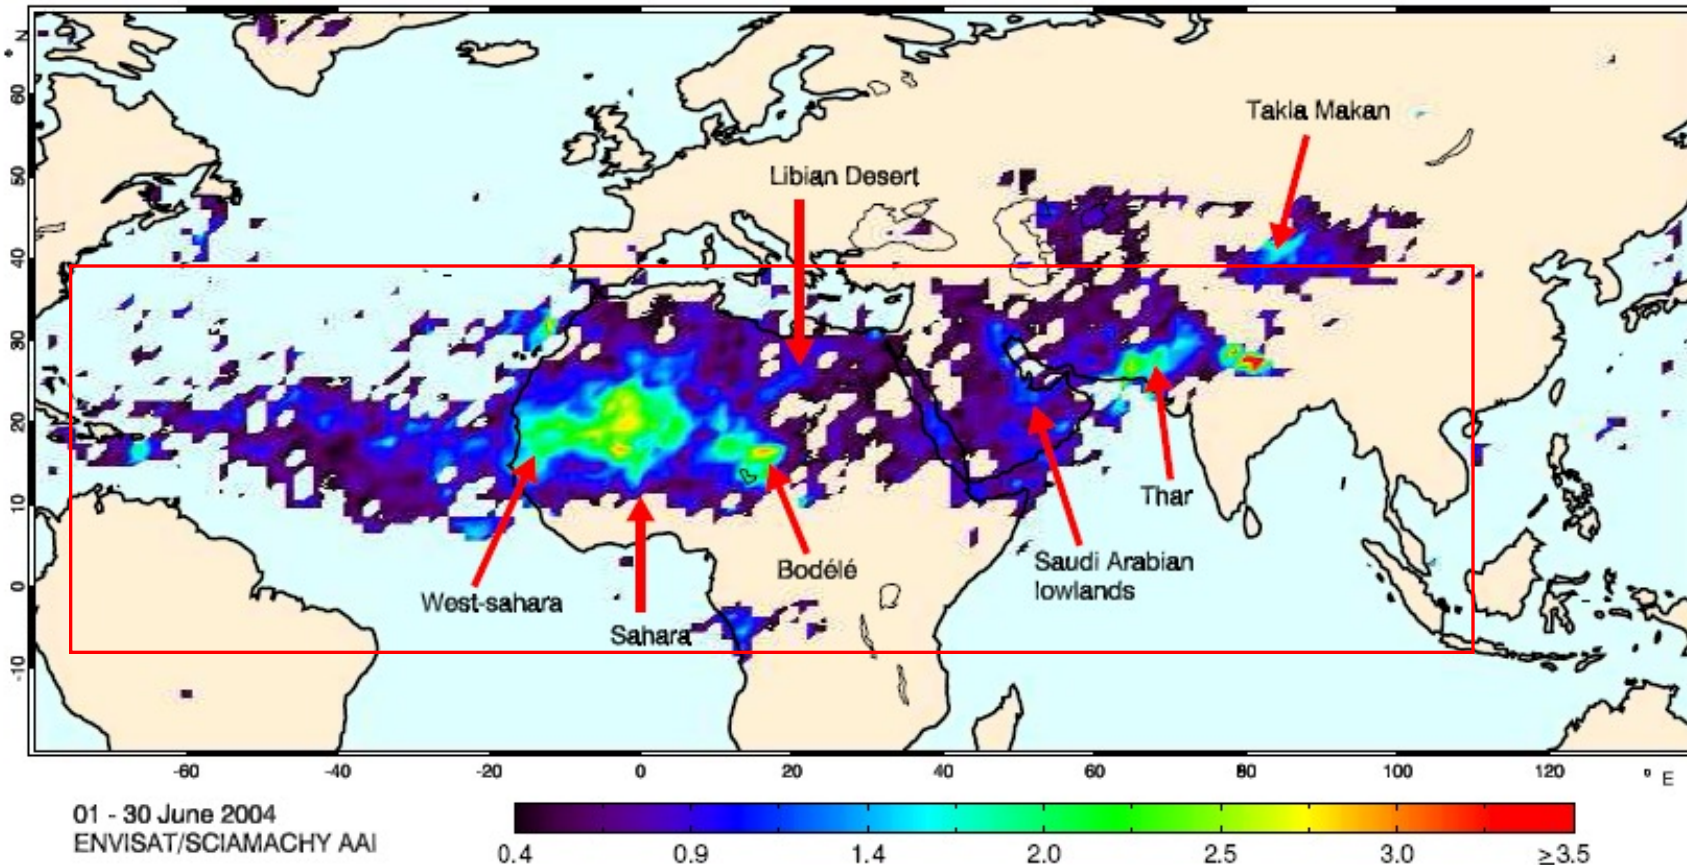 N
°
60
50
40
30
20
10
0
-10
Takla Makan
Libian Desert
Thar
Saudi Arabian
lowlands
Bodélé
West-sahara
Sahara
-60
-20
0
20
40
60
80
100
120
° E
01 - 30 June 2004
ENVISAT/SCIAMACHY AAI
0.4
0.9
1.4
2.0
2.5
3.0
≥3.5